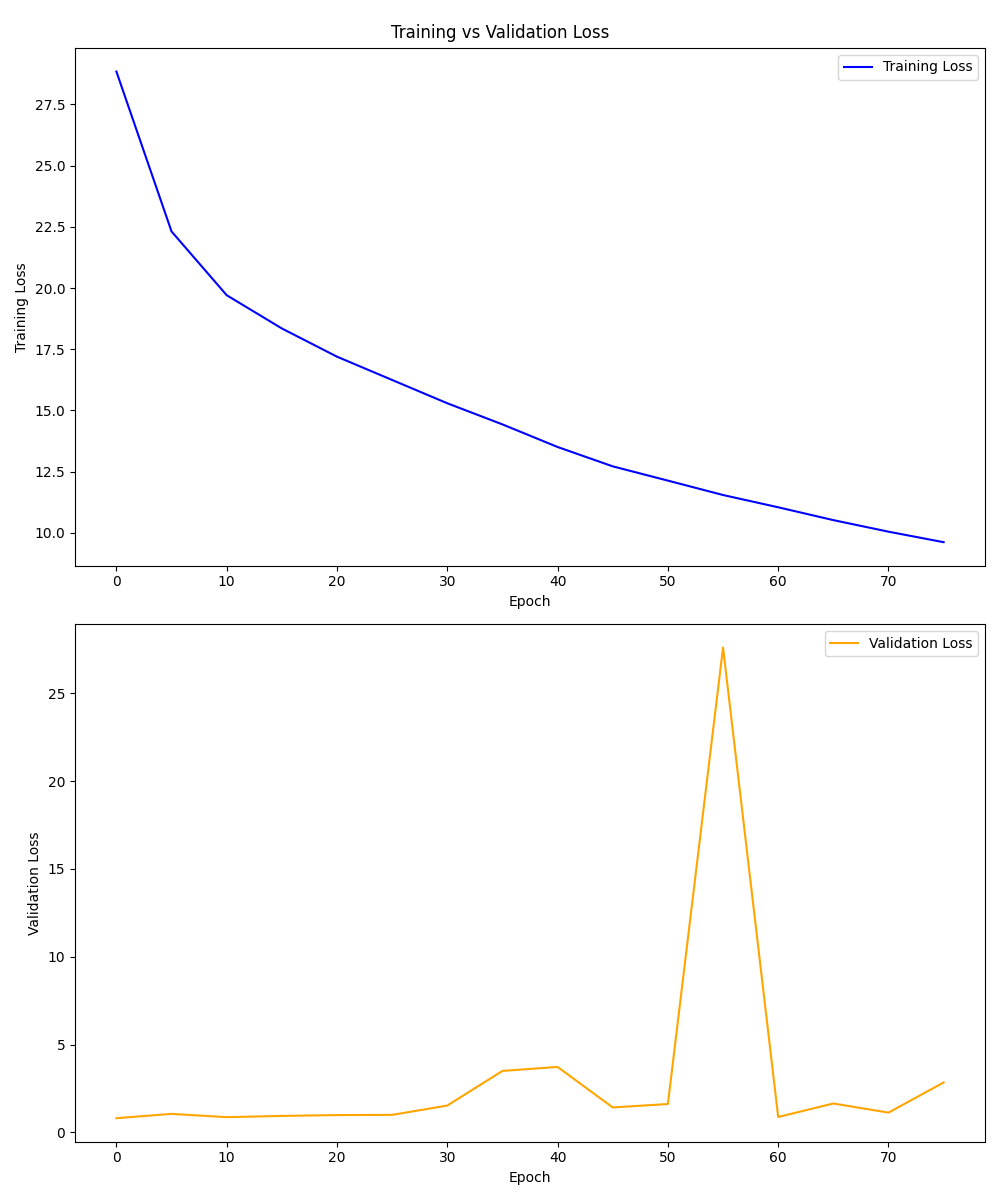 Training vs Validation Loss
Training Loss
27.5
25.0
22.5
20.0
17.5
15.0
12.5
10.0
Training Loss
0 10 20 30 40 50 60 70
Epoch
Validation Loss
25
20
15
10
5
0
Validation Loss
0 10 20 30 40 50 60 70
Epoch